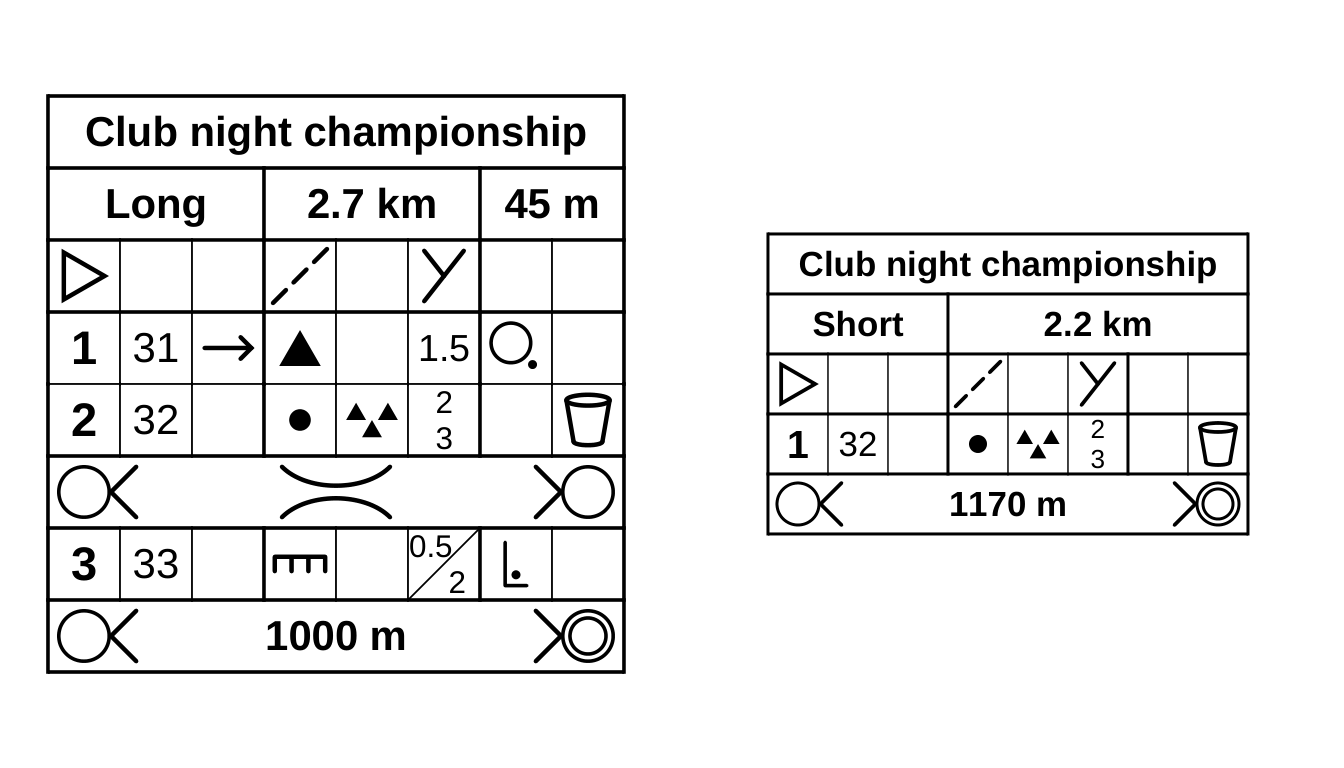 Club night championship
Long 2.7 km 45 m
1 31 1.5
2 32 2
3
3 33 0.5
2
1000 m
Club night championship
Short 2.2 km
1 32 2
3
1170 m